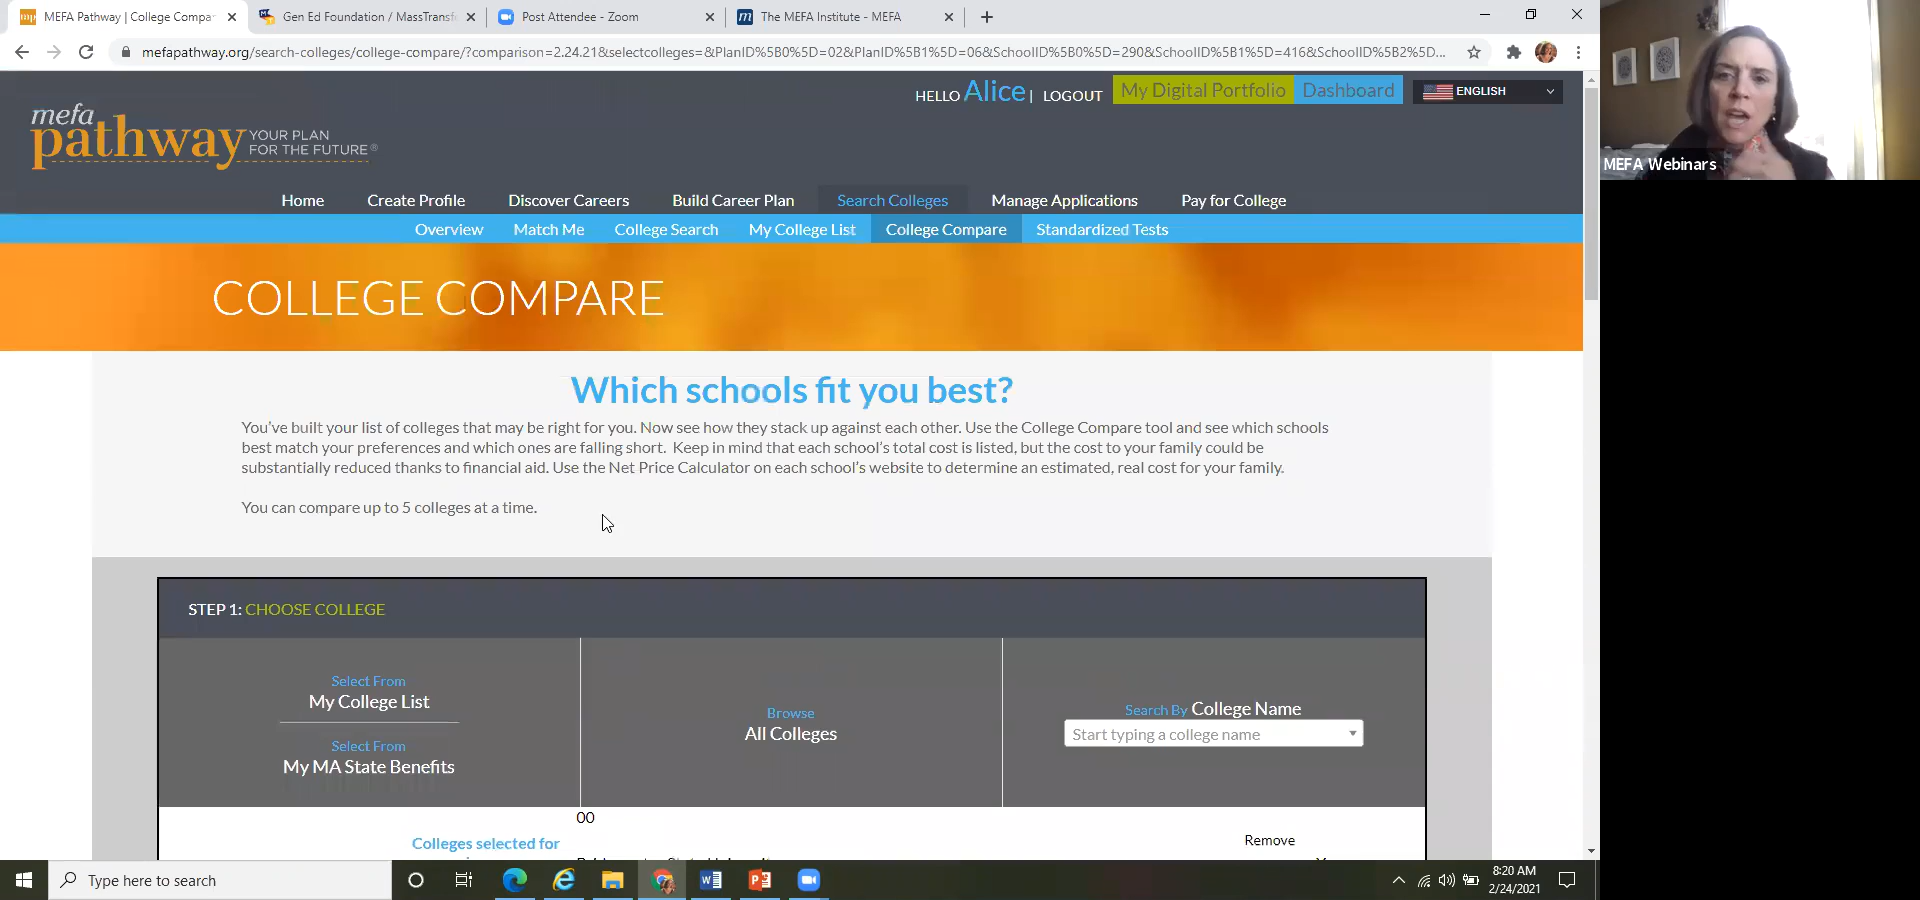 MEFA Pathway | College Compa
Gen Ed Foundation / MassTransf
Post Attendee - Zoom
The MEFA Institute - MEFA
mefapathway.org/search-colleges/college-compare/?comparison=2.24.21&selectcolleges=&PlanID%5B0%5D=02&PlanID%5B1%5D=06&SchoolID%5B0%5D=290&SchoolID%5B1%5D=416&SchoolID%5B2%5D...
HELLO Alice | LOGOUT
My Digital Portfolio
Dashboard
ENGLISH
mefa
pathway
YOUR PLAN
FOR THE FUTURE®
MEFA Webinars
Home Create Profile Discover Careers Build Career Plan Search Colleges Manage Applications Pay for College
Overview Match Me College Search My College List College Compare Standardized Tests
COLLEGE COMPARE
Which schools fit you best?
You've built your list of colleges that may be right for you. Now see how they stack up against each other. Use the College Compare tool and see which schools
best match your preferences and which ones are falling short. Keep in mind that each school's total cost is listed, but the cost to your family could be
substantially reduced thanks to financial aid. Use the Net Price Calculator on each school's website to determine an estimated, real cost for your family.
You can compare up to 5 colleges at a time.
STEP 1: CHOOSE COLLEGE
Select From
My College List
Select From
My MA State Benefits
Browse
All Colleges
Search By College Name
Start typing a college name
00
Colleges selected for
Remove
Type here to search
8:20 AM
2/24/2021